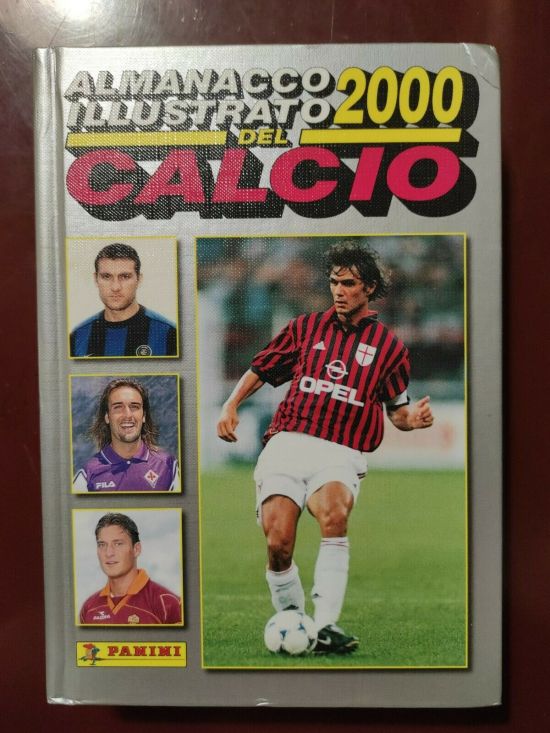 ALMANACCO
ILLUSTRATO 2000
DEL
CALCIO
OPEL
FILA
PANINI